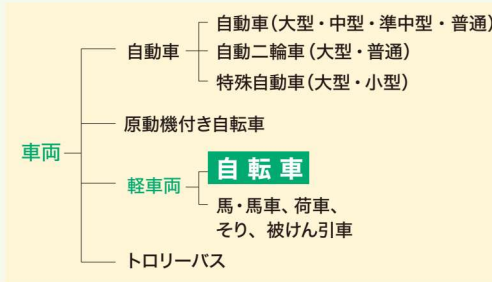 自動車(大型・中型・準中型・普通)
自動車
自動二輪車(大型・普通)
特殊自動車(大型・小型)
原動機付き自転車
車両
自転車
軽車両
馬・馬車、荷車、
そり、被けん引車
トロリーバス